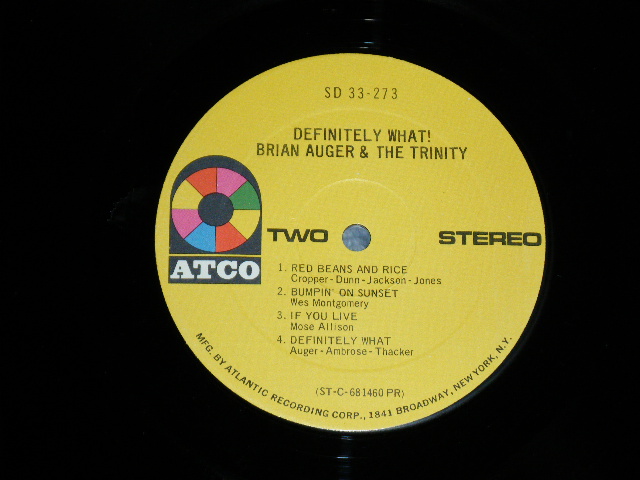 SD 33-273
DEFINITELY WHAT!
BRIAN AUGER & THE TRINITY
TWO
STEREO
ATCO
1. RED BEANS AND RICE
Cropper-Dunn-Jackson-Jones
2. BUMPIN' ON SUNSET
Wes Montgomery
3. IF YOU LIVE
Mose Allison
4. DEFINITELY WHAT
Auger-Ambrose-Thacker
(ST-C-681460 PR)
MFG. BY ATLANTIC RECORDING CORP., 1841 BROADWAY, NEW YORK, N.Y.